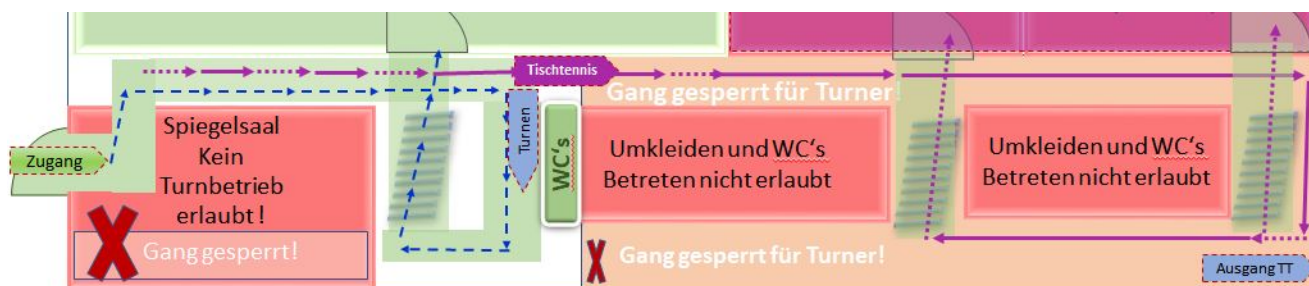 Tischtennis
Gang gesperrt für Turner!
Zugang
Spiegelsaal
Kein
Turnbetrieb
erlaubt !
Gang gesperrt!
Turnen
WC's
Umkleiden und WC's
Betreten nicht erlaubt
Umkleiden und WC's
Betreten nicht erlaubt
Gang gesperrt für Turner!
Ausgang TT